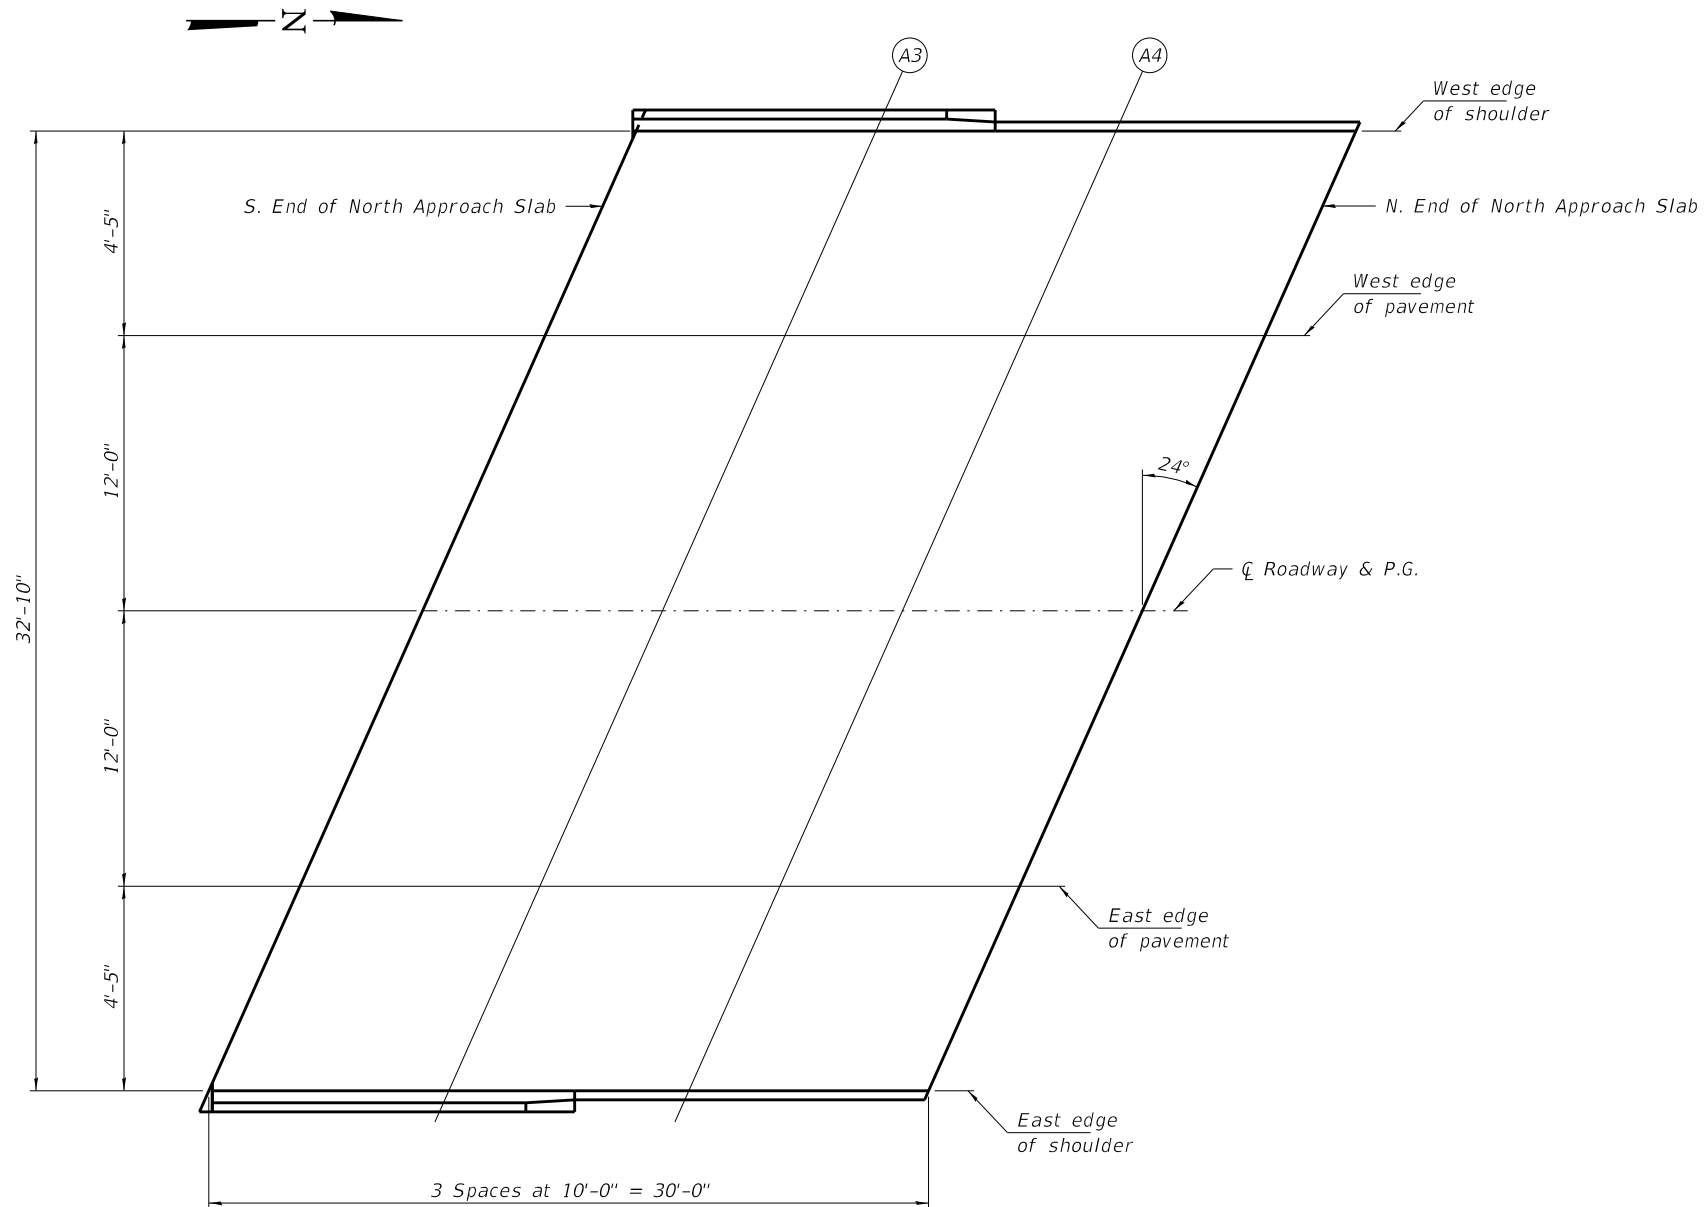 N
A3
A4
West edge
of shoulder
S. End of North Approach Slab
N. End of North Approach Slab
4'-5"
West edge
of pavement
12'-0"
24°
32'-10"
℄ Roadway & P.G.
12'-0"
East edge
of pavement
4'-5"
East edge
of shoulder
3 Spaces at 10'-0" = 30'-0"